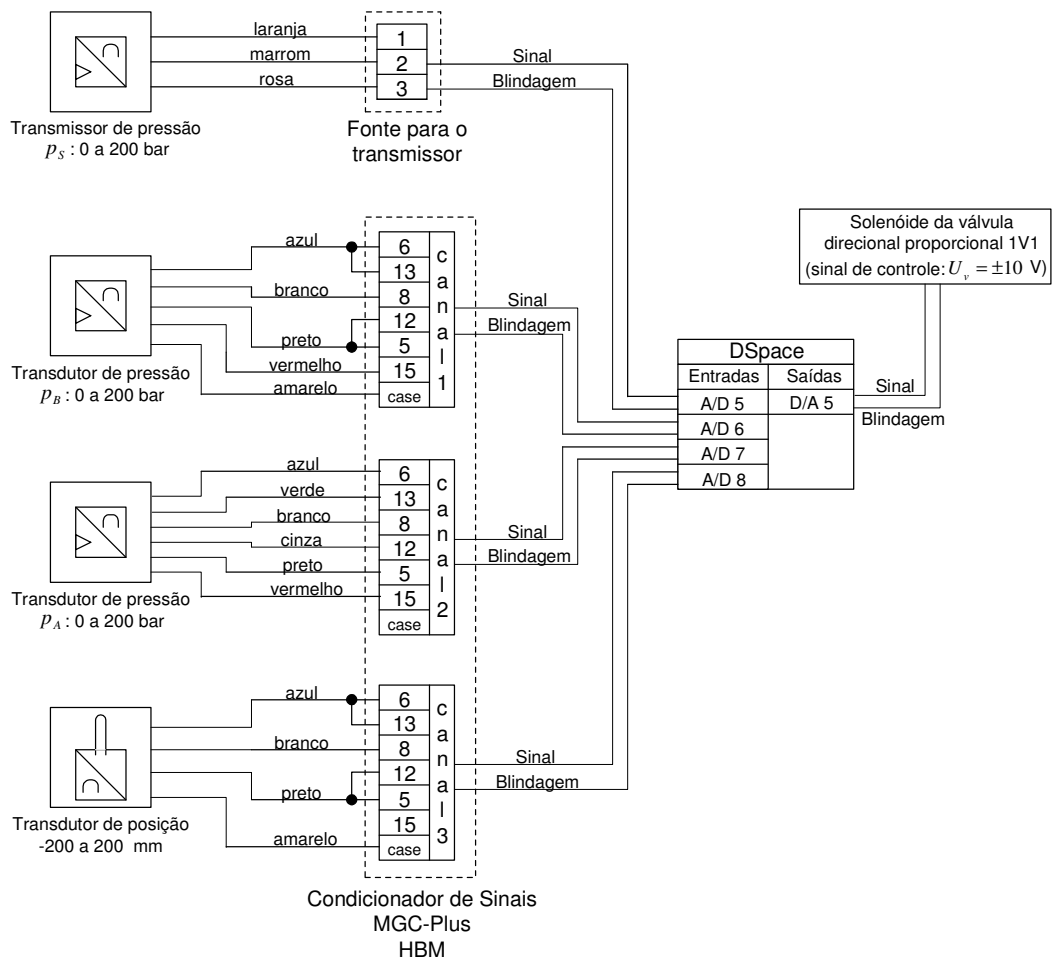 laranja
marrom
rosa
1
2
3
Sinal
Blindagem
Transmissor de pressão
p_S : 0 a 200 bar
Fonte para o
transmissor
azul
branco
preto
vermelho
amarelo
6
13
8
12
5
15
case
canal1
Sinal
Blindagem
Transdutor de pressão
p_B : 0 a 200 bar
Solenóide da válvula
direcional proporcional 1V1
(sinal de controle: U_v = ±10 V)
DSpace
Entradas Saídas
A/D 5 D/A 5
A/D 6
A/D 7
A/D 8
Sinal
Blindagem
azul
verde
branco
cinza
preto
vermelho
6
13
8
12
5
15
case
canal2
Sinal
Blindagem
Transdutor de pressão
p_A : 0 a 200 bar
azul
branco
preto
amarelo
6
13
8
12
5
15
case
canal3
Sinal
Blindagem
Transdutor de posição
-200 a 200 mm
Condicionador de Sinais
MGC-Plus
HBM